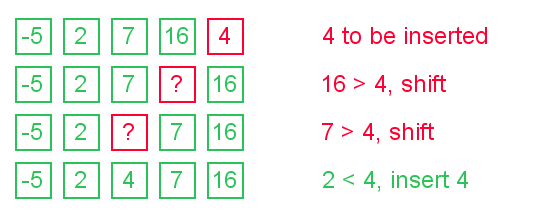 -5 2 7 16 4 4 to be inserted
-5 2 7 ? 16 16 > 4, shift
-5 2 ? 7 16 7 > 4, shift
-5 2 4 7 16 2 < 4, insert 4